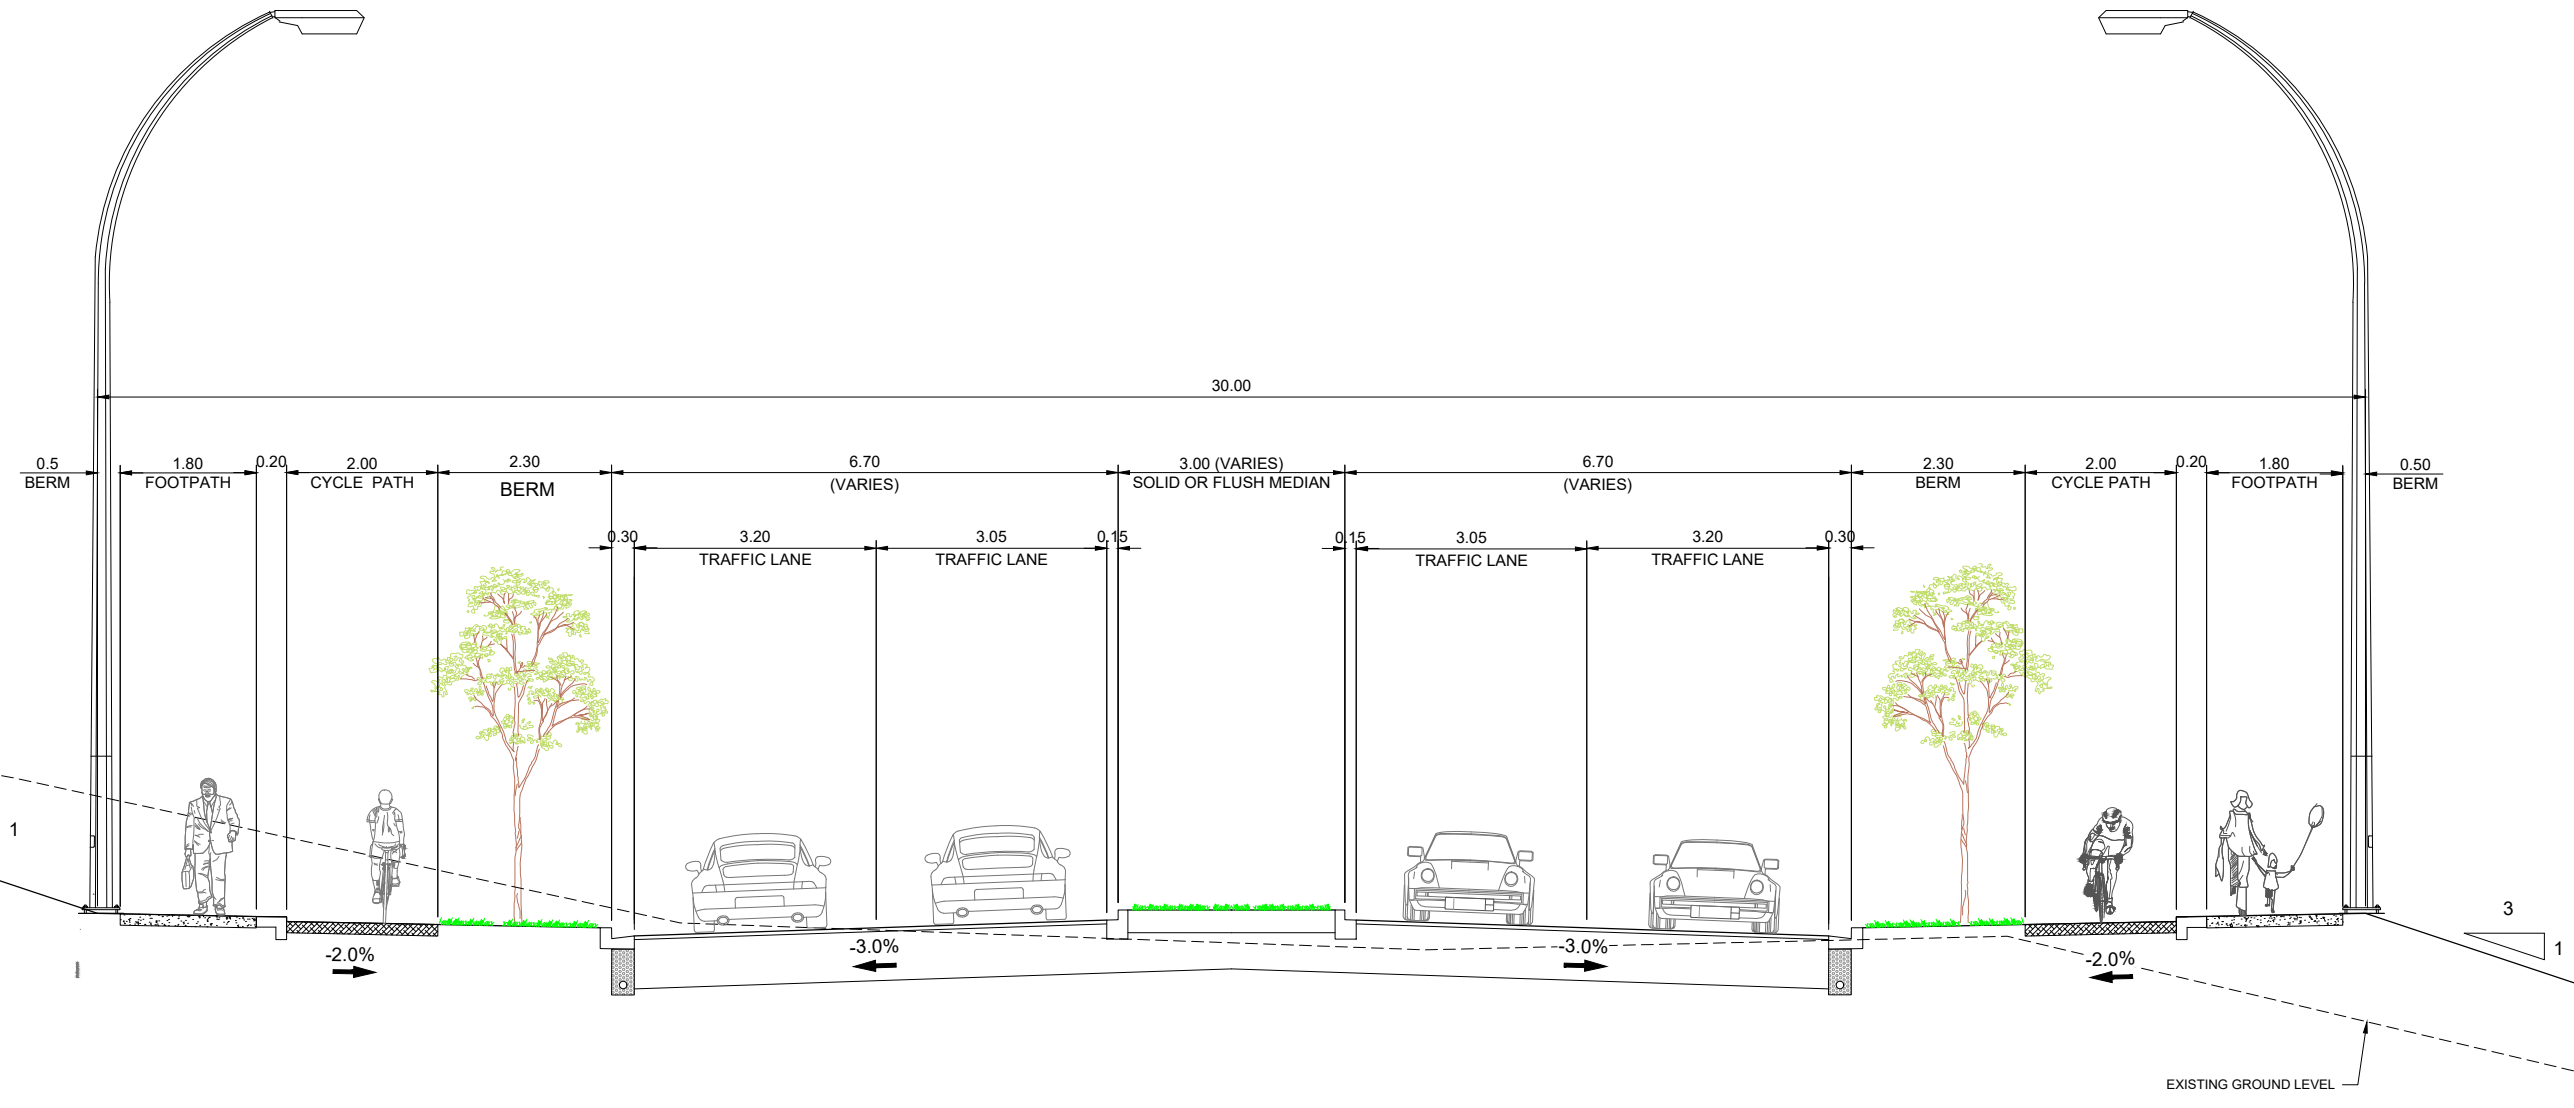 30.00
0.5 1.80 0.20 2.00 2.30 6.70 3.00 (VARIES) 6.70 2.30 2.00 0.20 1.80 0.50
BERM FOOTPATH CYCLE PATH BERM (VARIES) SOLID OR FLUSH MEDIAN (VARIES) BERM CYCLE PATH FOOTPATH BERM
0.30 3.20 3.05 0.15 0.15 3.05 3.20 0.30
TRAFFIC LANE TRAFFIC LANE TRAFFIC LANE TRAFFIC LANE
1
3
1
-2.0% -3.0% -3.0% -2.0%
EXISTING GROUND LEVEL